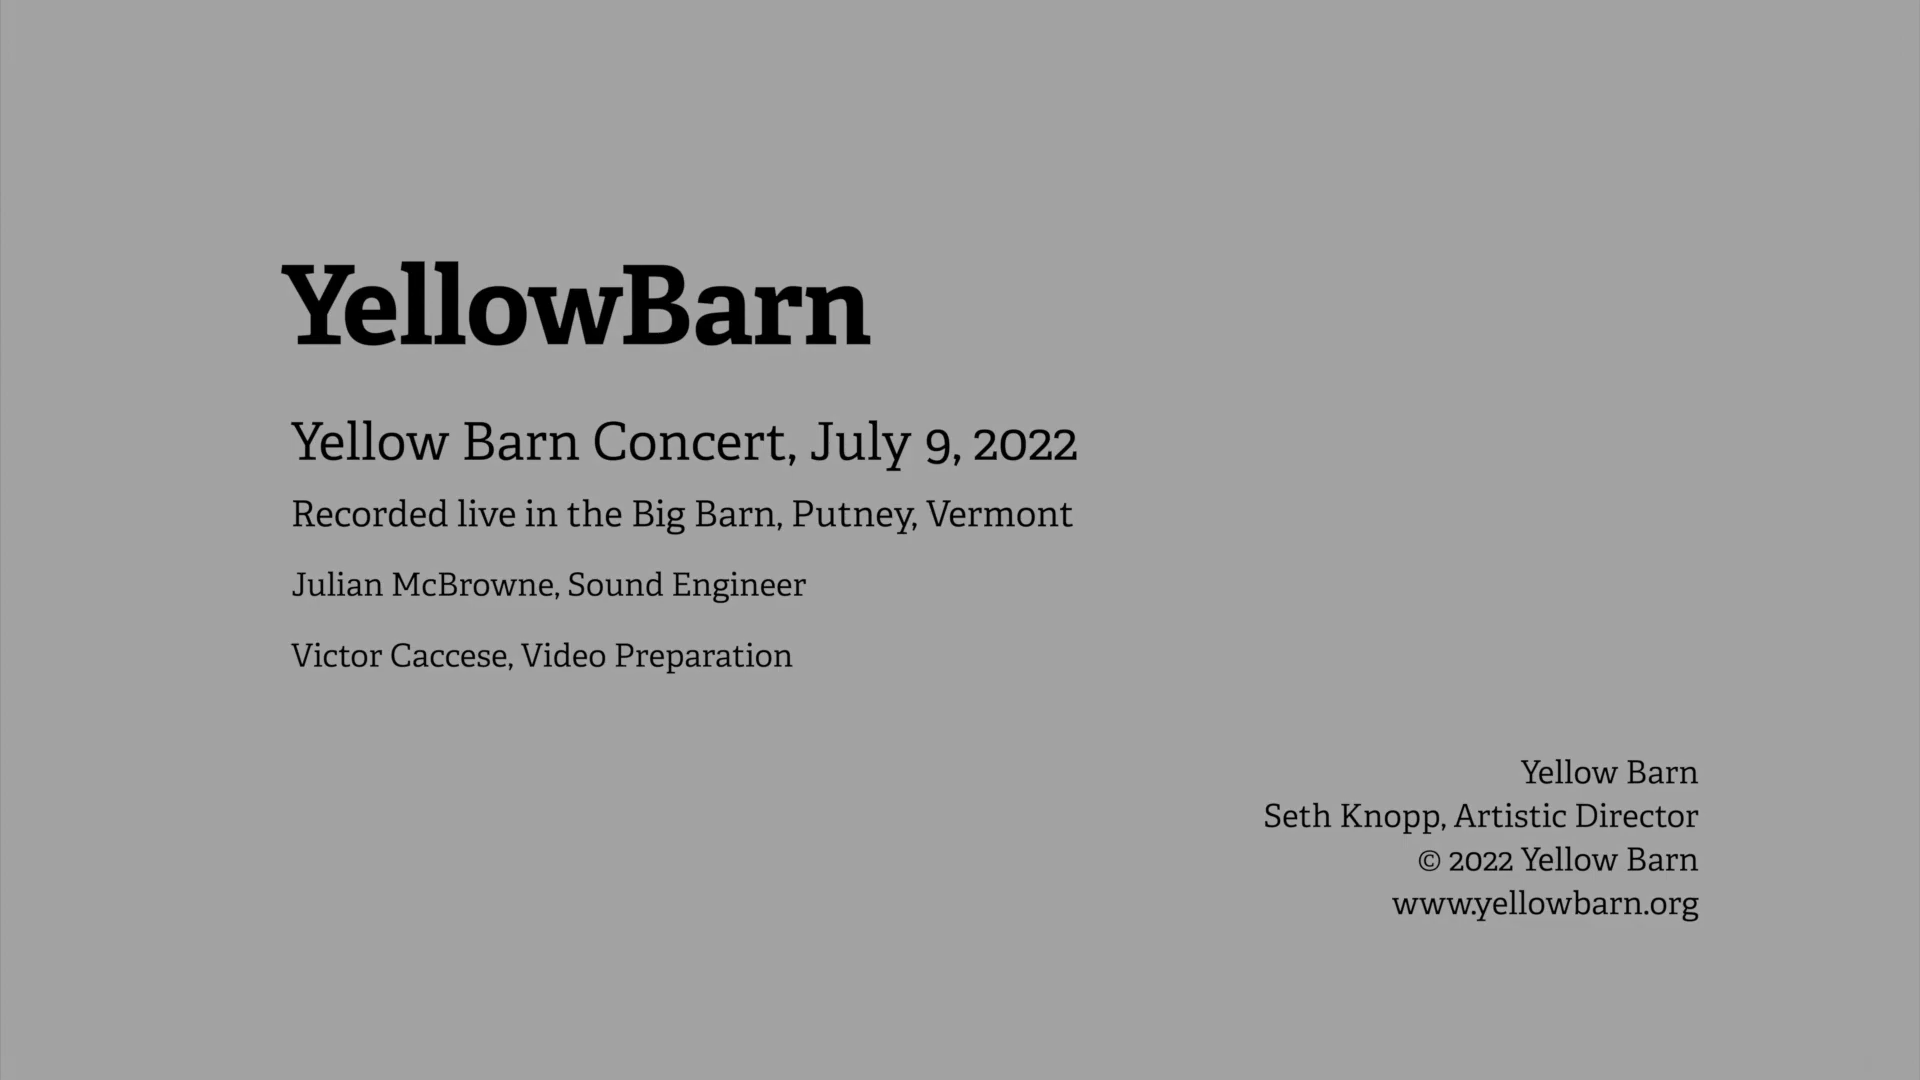 YellowBarn
Yellow Barn Concert, July 9, 2022
Recorded live in the Big Barn, Putney, Vermont
Julian McBrowne, Sound Engineer
Victor Caccese, Video Preparation
Yellow Barn
Seth Knopp, Artistic Director
© 2022 Yellow Barn
www.yellowbarn.org